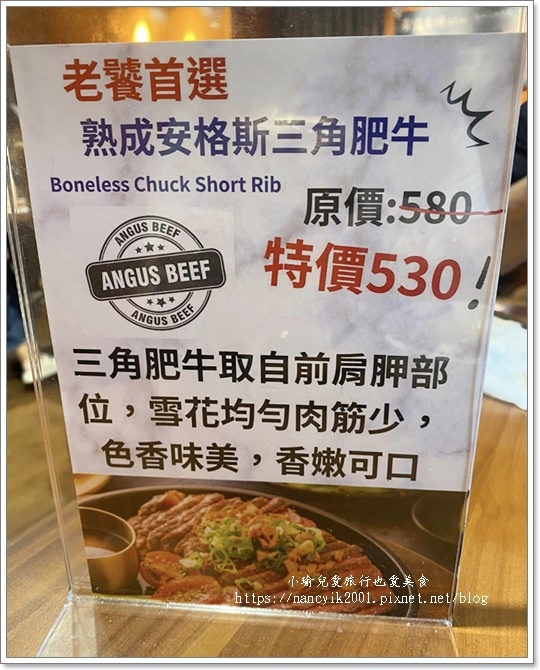 老饕首選
熟成安格斯三角肥牛
Boneless Chuck Short Rib
原價:580
特價530!
ANGUS BEEF
ANGUS BEEF
ANGUS BEEF
三角肥牛取自前肩胛部
位，雪花均勻肉筋少，
色香味美，香嫩可口
小瑜兒愛旅行也愛美食
https://nancyik2001.pixnet.net/blog